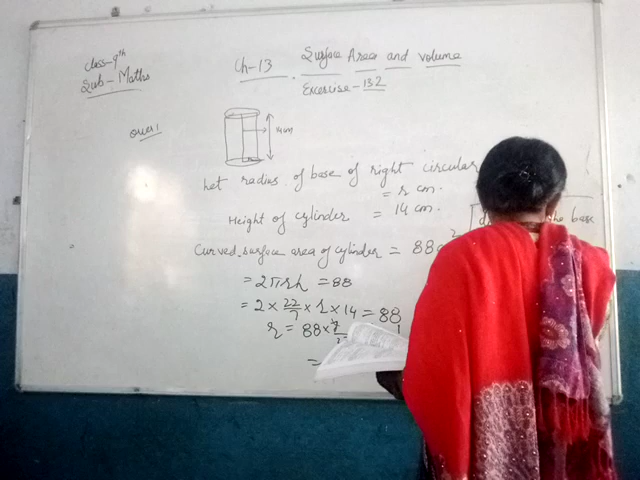 Class-9th
Sub- Maths
Ch-13 Surface Area and volume
Exercise-13.2
Ques1
14cm
Let radius of base of right circular
= r cm.
Height of cylinder = 14 cm.
the base
Curved surface area of cylinder = 88
= 2πrh = 88
= 2 × 22/7 × r × 14 = 88
r = 88 × 7/
=